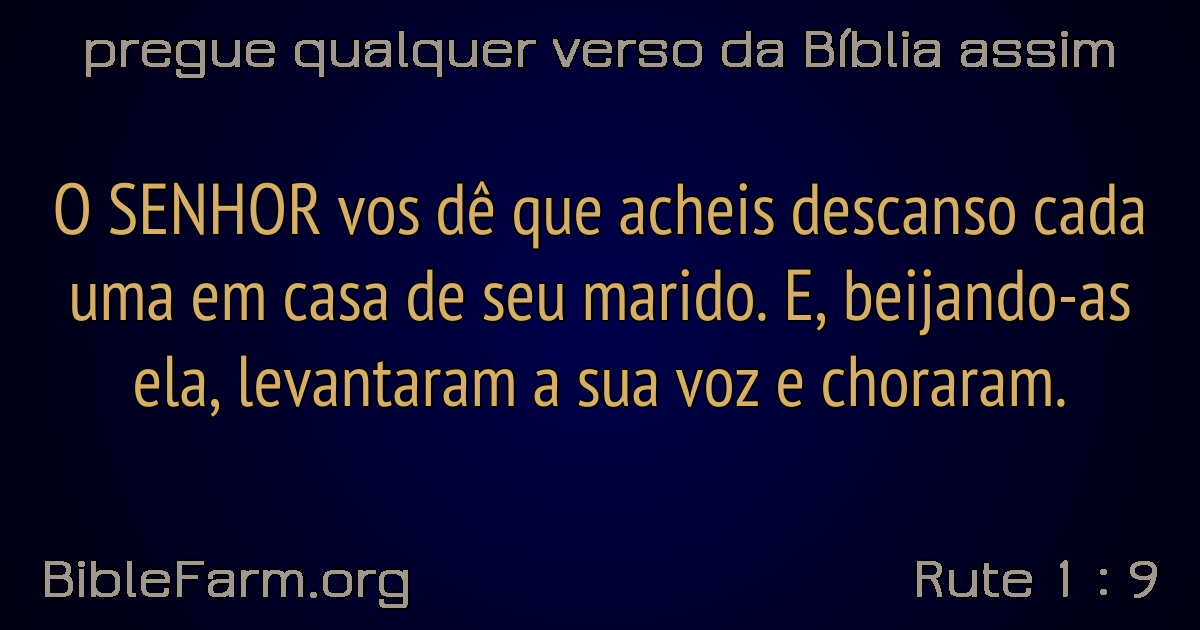 pregue qualquer verso da Bíblia assim
O SENHOR vos dê que acheis descanso cada
uma em casa de seu marido. E, beijando-as
ela, levantaram a sua voz e choraram.
BibleFarm.org
Rute 1 : 9